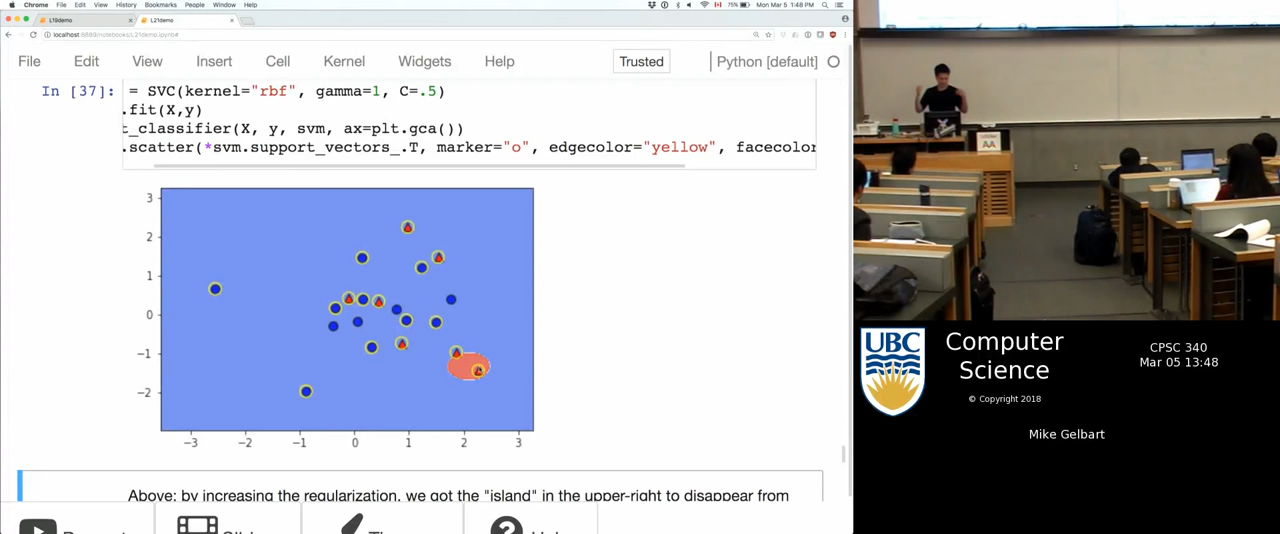 Chrome File Edit View History Bookmarks People Window Help
75% Mon Mar 5 1:48 PM
L19demo
L21demo
localhost:8889/notebooks/L21demo.ipynb#
File Edit View Insert Cell Kernel Widgets Help
Trusted
Python [default]
In [37]:
= SVC(kernel="rbf", gamma=1, C=.5)
.fit(X,y)
t_classifier(X, y, svm, ax=plt.gca())
.scatter(*svm.support_vectors_.T, marker="o", edgecolor="yellow", facecolor
3
2
1
0
−1
−2
−3 −2 −1 0 1 2 3
Above: by increasing the regularization, we got the "island" in the upper-right to disappear from
AA
UBC
Computer
Science
© Copyright 2018
CPSC 340
Mar 05 13:48
Mike Gelbart